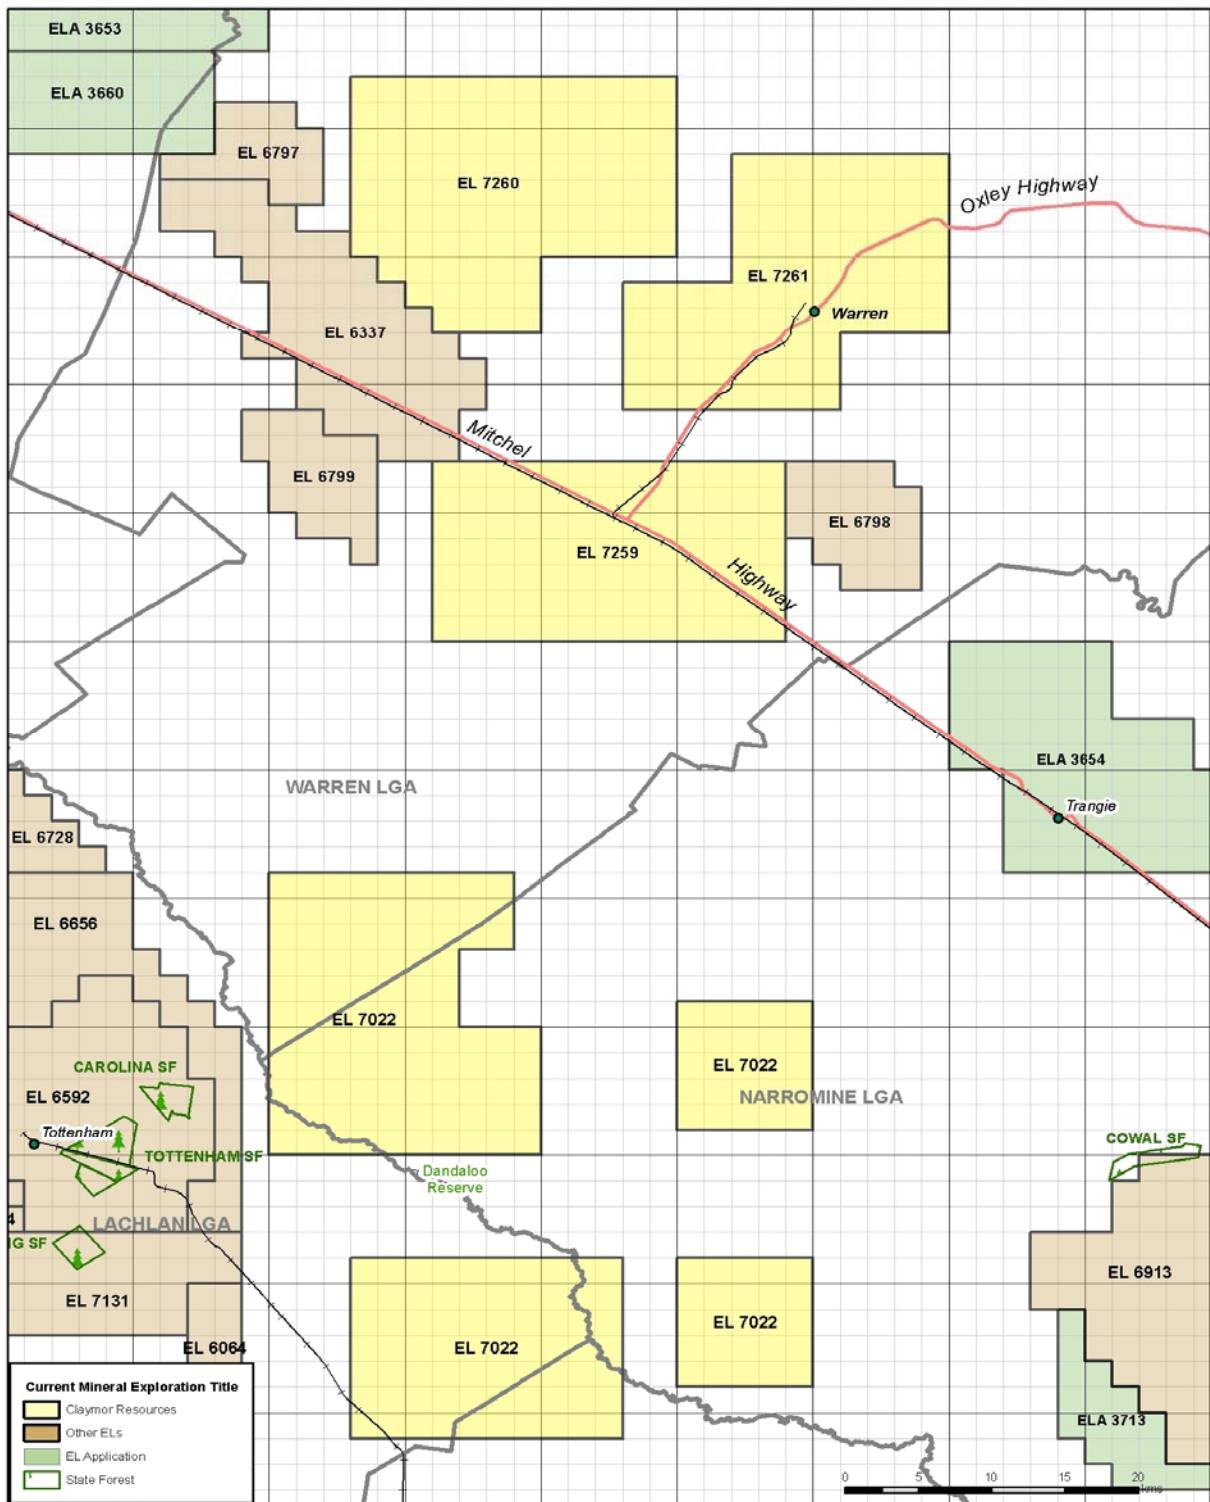 ELA 3653
ELA 3660
EL 6797
EL 7260
Oxley Highway
EL 7261
Warren
EL 6337
Mitchel
EL 6799
EL 6798
EL 7259
Highway
ELA 3654
WARREN LGA
Trangie
EL 6728
EL 6656
EL 7022
EL 7022
CAROLINA SF
EL 6592
NARROMINE LGA
Tottenham
COWAL SF
TOTTENHAM SF
Dandaloo
Reserve
4
LACHLAN LGA
IG SF
EL 6913
EL 7131
EL 7022
EL 6064
EL 7022
Current Mineral Exploration Title
Claymor Resources
Other ELs
EL Application
State Forest
ELA 3713
0 5 10 15 20
kms